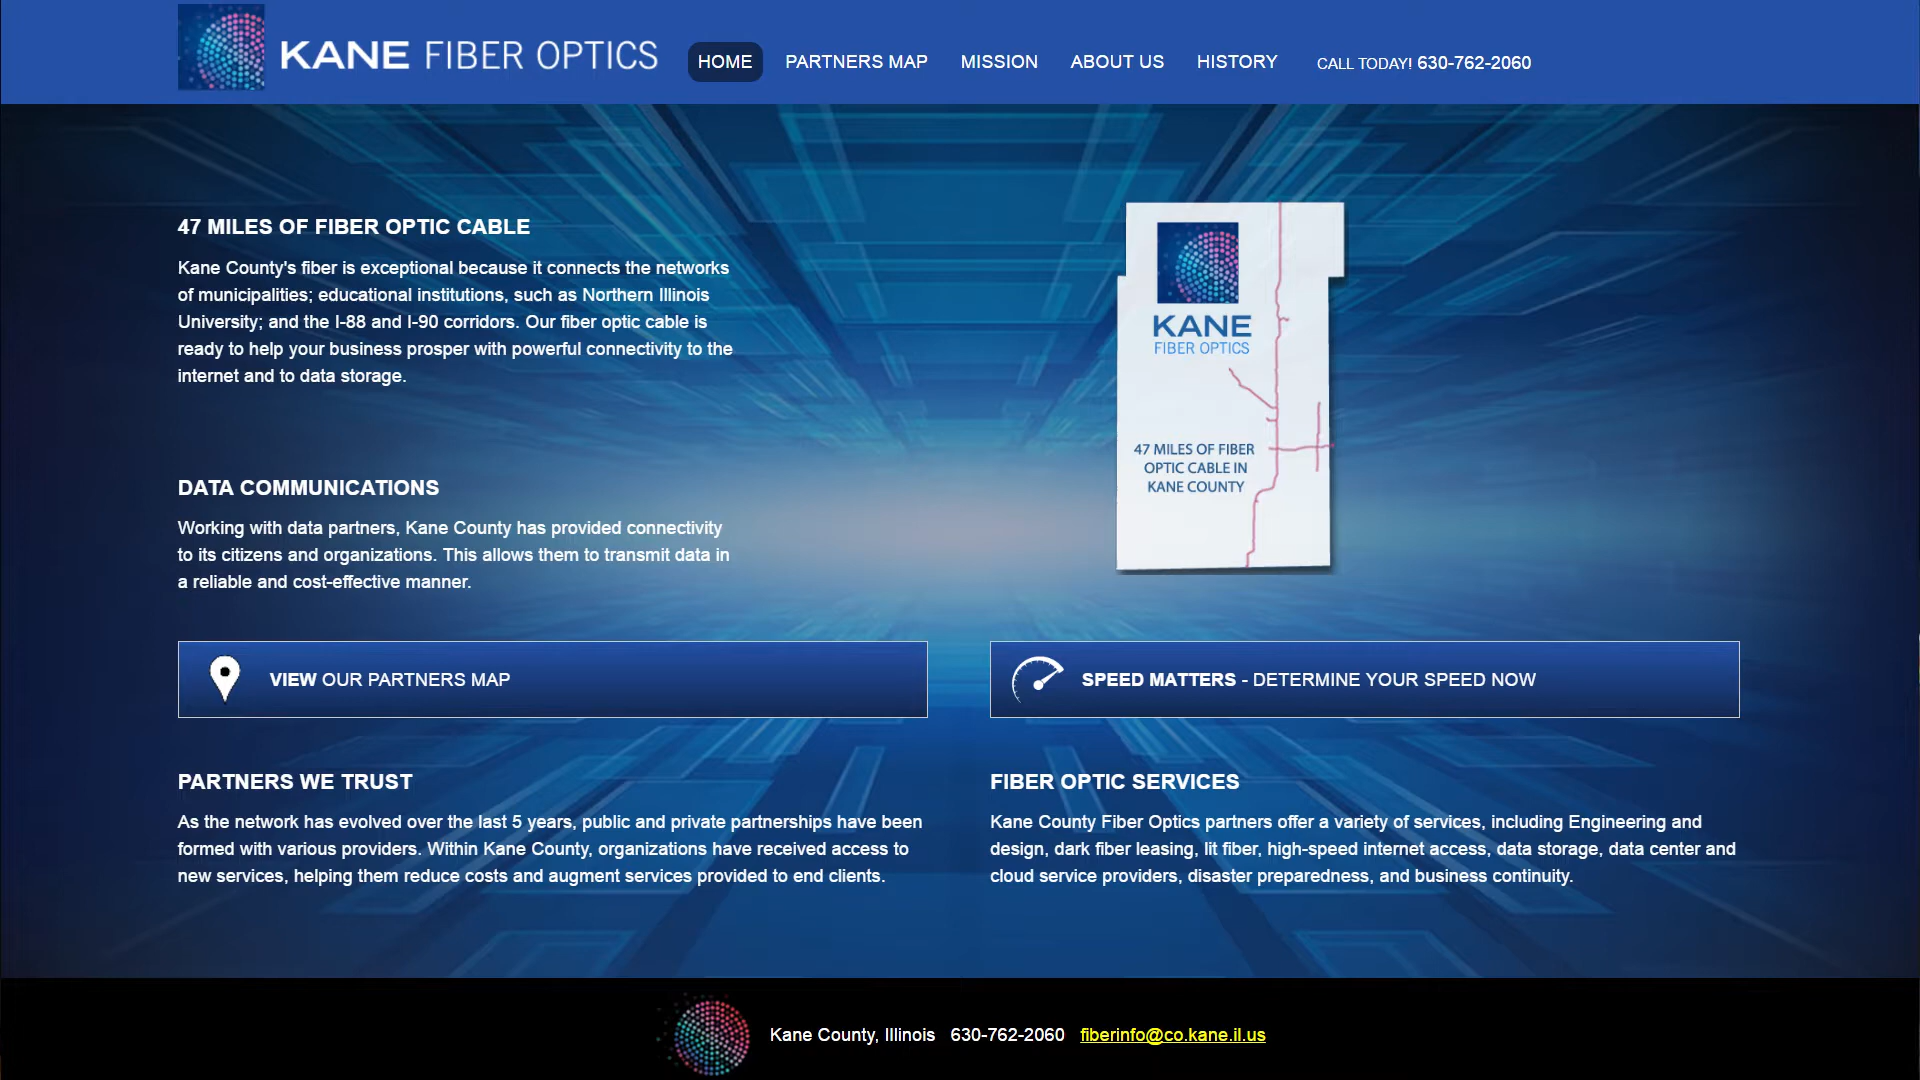 KANE FIBER OPTICS
HOME PARTNERS MAP MISSION ABOUT US HISTORY CALL TODAY! 630-762-2060
47 MILES OF FIBER OPTIC CABLE
Kane County's fiber is exceptional because it connects the networks
of municipalities; educational institutions, such as Northern Illinois
University; and the I-88 and I-90 corridors. Our fiber optic cable is
ready to help your business prosper with powerful connectivity to the
internet and to data storage.
DATA COMMUNICATIONS
Working with data partners, Kane County has provided connectivity
to its citizens and organizations. This allows them to transmit data in
a reliable and cost-effective manner.
KANE
FIBER OPTICS
47 MILES OF FIBER
OPTIC CABLE IN
KANE COUNTY
VIEW OUR PARTNERS MAP
SPEED MATTERS - DETERMINE YOUR SPEED NOW
PARTNERS WE TRUST
As the network has evolved over the last 5 years, public and private partnerships have been
formed with various providers. Within Kane County, organizations have received access to
new services, helping them reduce costs and augment services provided to end clients.
FIBER OPTIC SERVICES
Kane County Fiber Optics partners offer a variety of services, including Engineering and
design, dark fiber leasing, lit fiber, high-speed internet access, data storage, data center and
cloud service providers, disaster preparedness, and business continuity.
Kane County, Illinois 630-762-2060 fiberinfo@co.kane.il.us